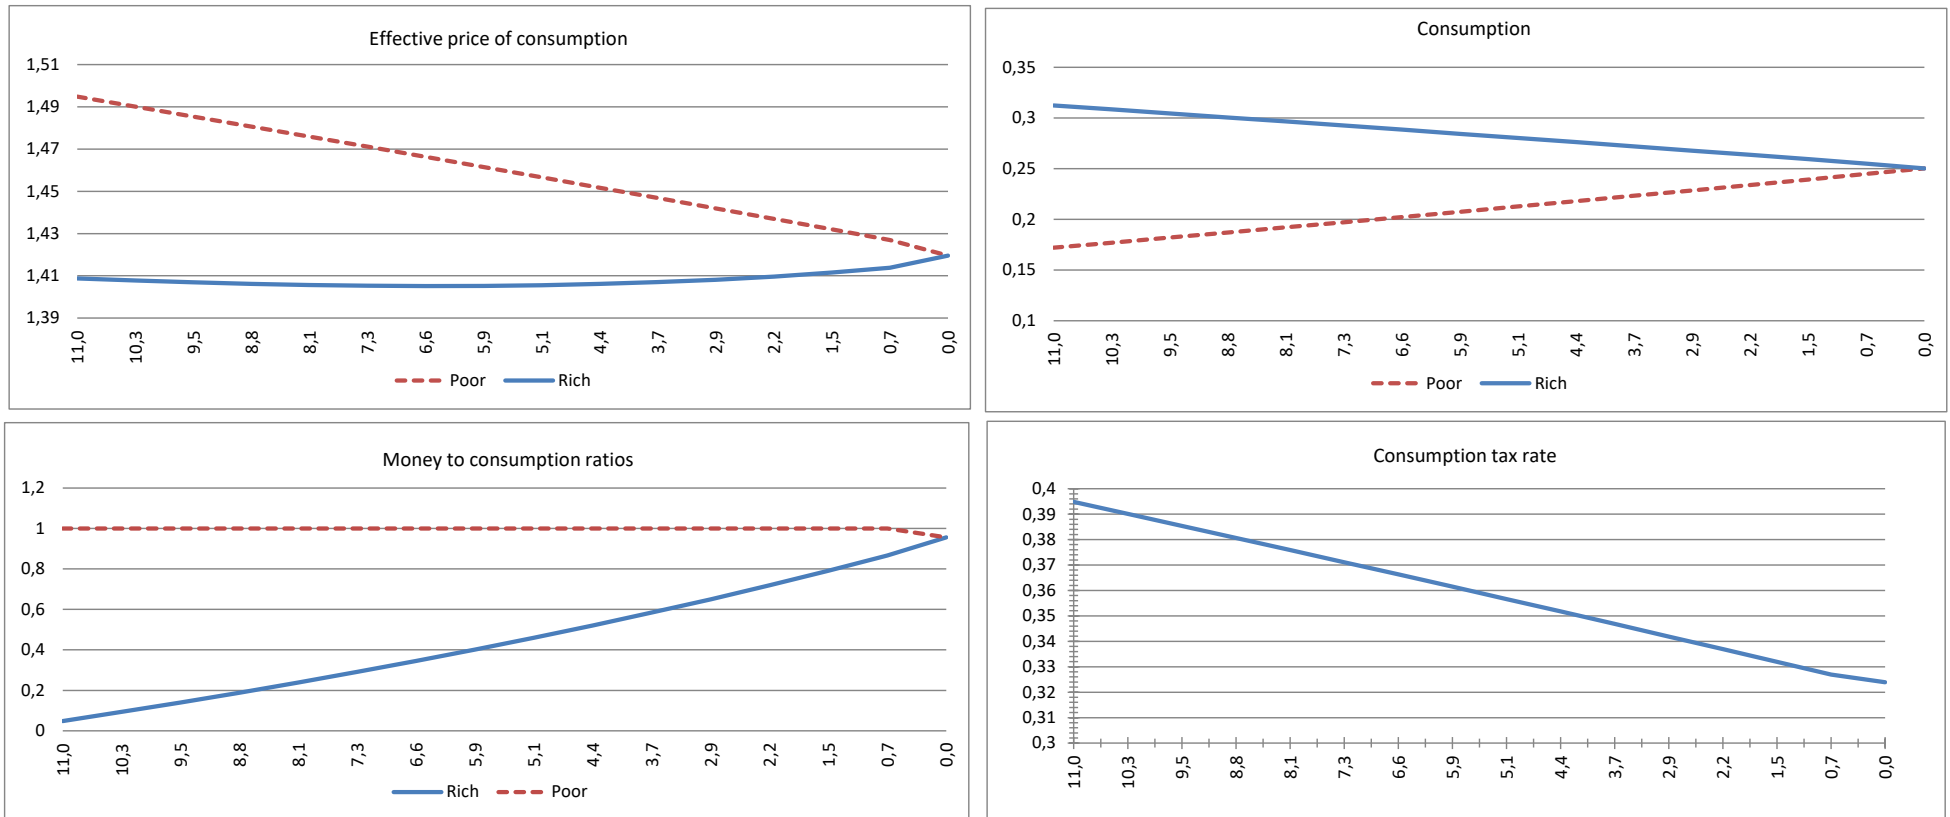 Effective price of consumption
1,51
1,49
1,47
1,45
1,43
1,41
1,39
11,0 10,3 9,5 8,8 8,1 7,3 6,6 5,9 5,1 4,4 3,7 2,9 2,2 1,5 0,7 0,0
Poor Rich
Consumption
0,35
0,3
0,25
0,2
0,15
0,1
11,0 10,3 9,5 8,8 8,1 7,3 6,6 5,9 5,1 4,4 3,7 2,9 2,2 1,5 0,7 0,0
Poor Rich
Money to consumption ratios
1,2
1
0,8
0,6
0,4
0,2
0
11,0 10,3 9,5 8,8 8,1 7,3 6,6 5,9 5,1 4,4 3,7 2,9 2,2 1,5 0,7 0,0
Rich Poor
Consumption tax rate
0,4
0,39
0,38
0,37
0,36
0,35
0,34
0,33
0,32
0,31
0,3
11,0 10,3 9,5 8,8 8,1 7,3 6,6 5,9 5,1 4,4 3,7 2,9 2,2 1,5 0,7 0,0